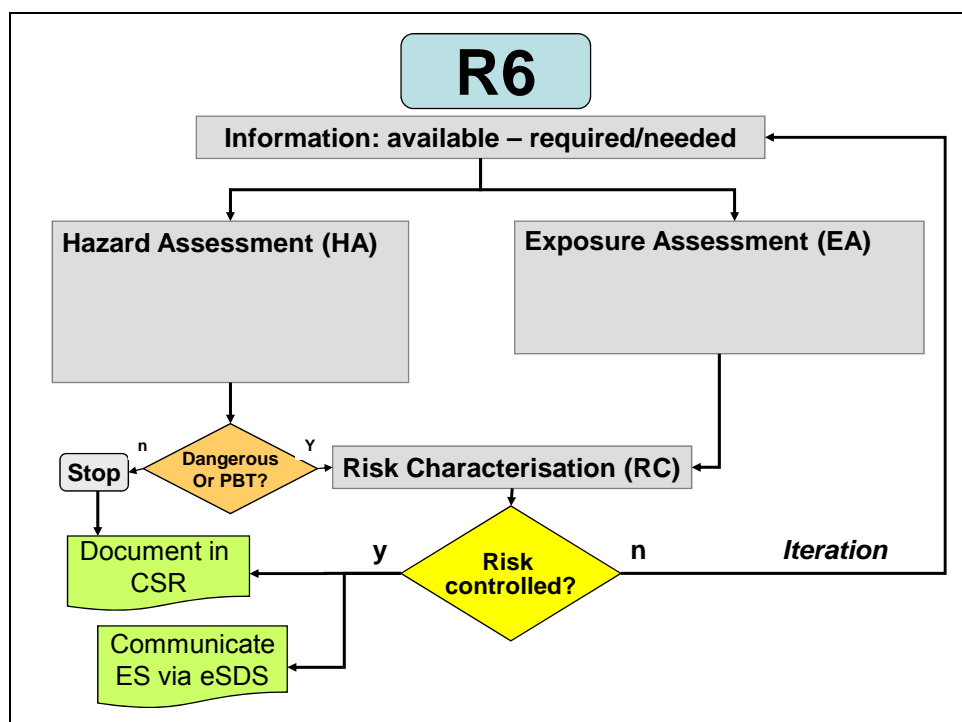 R6
Information: available – required/needed
Hazard Assessment (HA)
Exposure Assessment (EA)
n
Y
Dangerous
Or PBT?
Stop
Risk Characterisation (RC)
Document in
CSR
y
Risk
controlled?
n
Iteration
Communicate
ES via eSDS